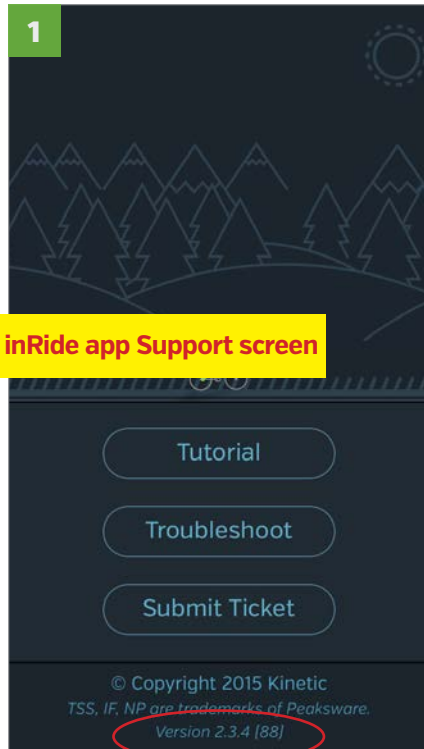 1
inRide app Support screen
Tutorial
Troubleshoot
Submit Ticket
© Copyright 2015 Kinetic
TSS, IF, NP are trademarks of Peaksware.
Version 2.3.4 [88]